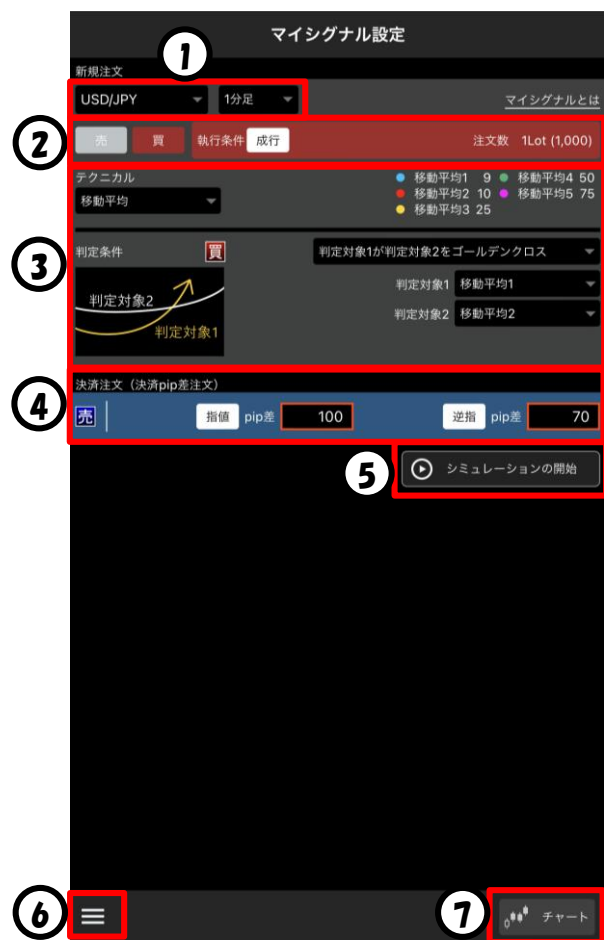 マイシグナル設定
1
新規注文
USD/JPY 1分足 マイシグナルとは
2
売 買 執行条件 成行 注文数 1Lot (1,000)
3
テクニカル
移動平均
移動平均1 9 移動平均4 50
移動平均2 10 移動平均5 75
移動平均3 25
判定条件 買 判定対象1が判定対象2をゴールデンクロス
判定対象1 移動平均1
判定対象2 移動平均2
判定対象2
判定対象1
4
決済注文（決済pip差注文）
売 指値 pip差 100 逆指 pip差 70
5
シミュレーションの開始
6
7
チャート